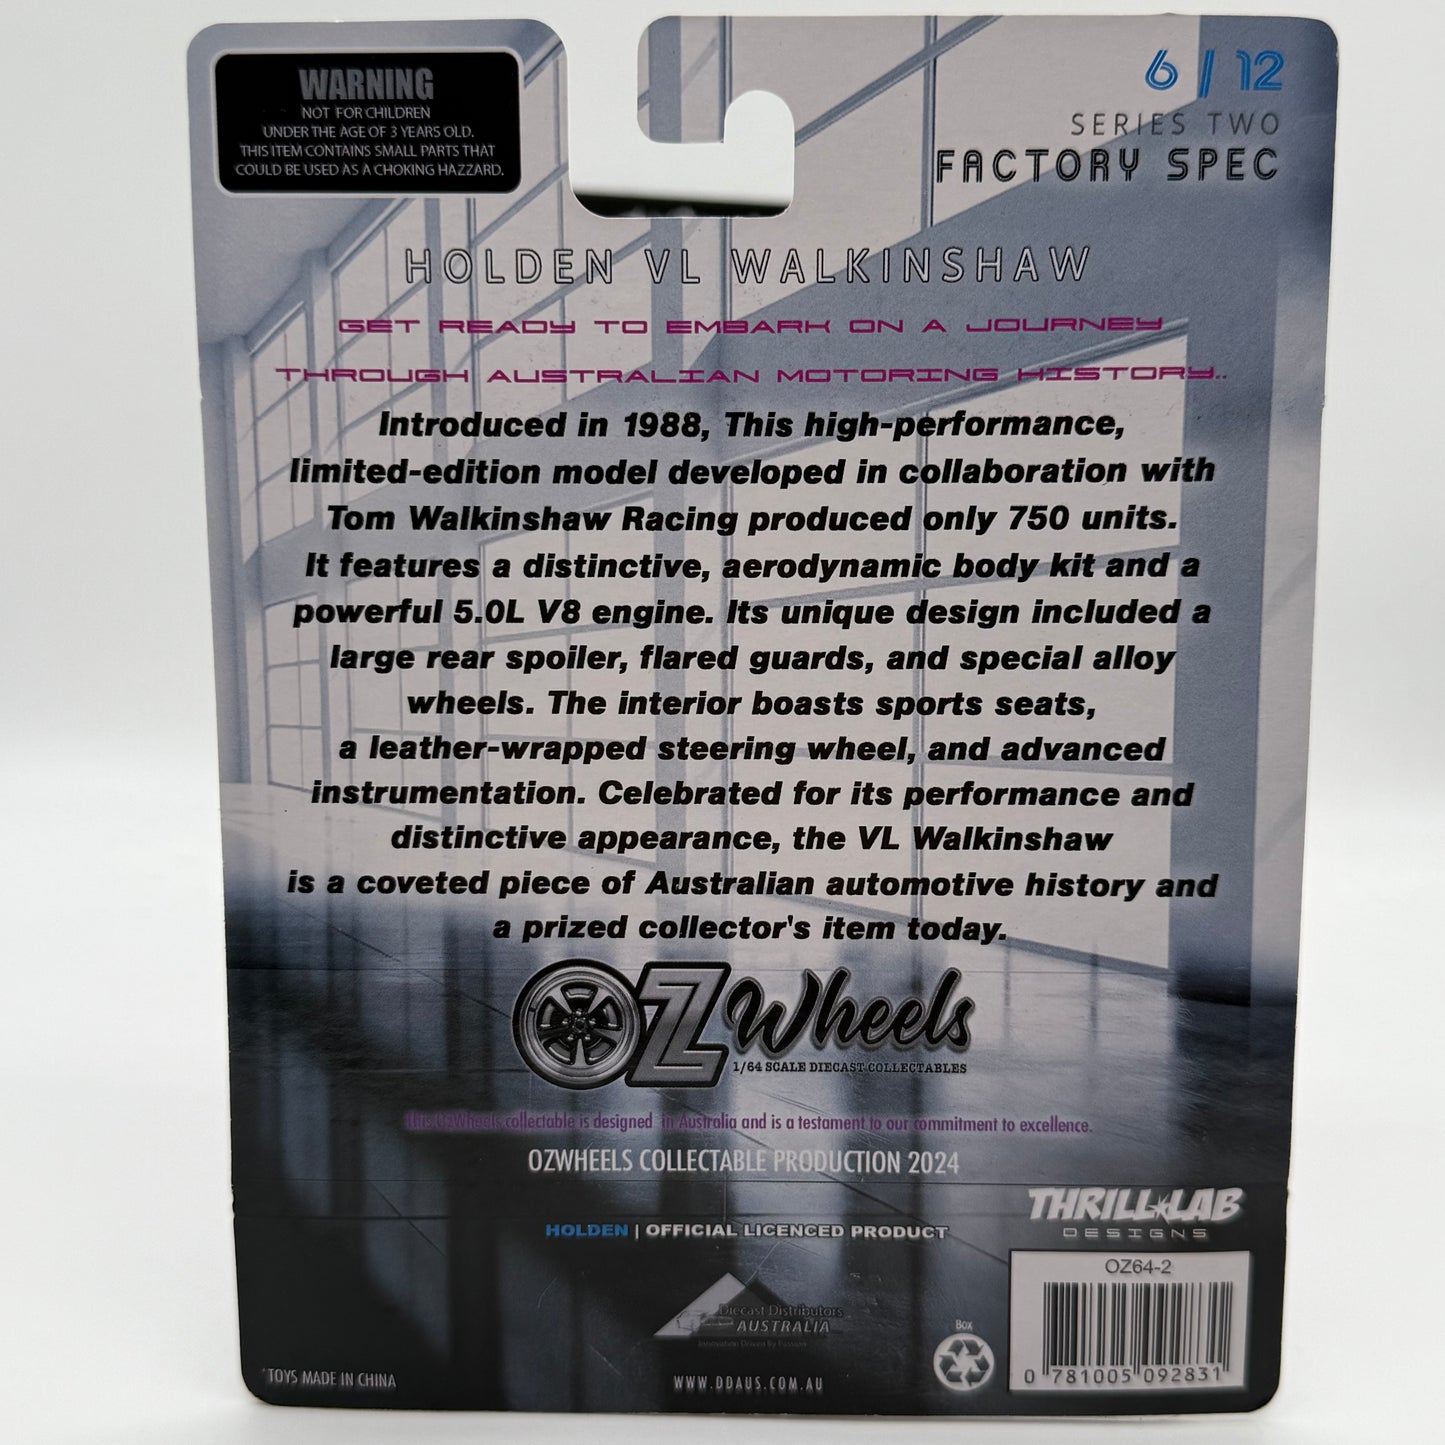 WARNING
NOT FOR CHILDREN
UNDER THE AGE OF 3 YEARS OLD.
THIS ITEM CONTAINS SMALL PARTS THAT
COULD BE USED AS A CHOKING HAZZARD.
6 / 12
SERIES TWO
FACTORY SPEC
HOLDEN VL WALKINSHAW
GET READY TO EMBARK ON A JOURNEY
THROUGH AUSTRALIAN MOTORING HISTORY..
Introduced in 1988, This high-performance,
limited-edition model developed in collaboration with
Tom Walkinshaw Racing produced only 750 units.
It features a distinctive, aerodynamic body kit and a
powerful 5.0L V8 engine. Its unique design included a
large rear spoiler, flared guards, and special alloy
wheels. The interior boasts sports seats,
a leather-wrapped steering wheel, and advanced
instrumentation. Celebrated for its performance and
distinctive appearance, the VL Walkinshaw
is a coveted piece of Australian automotive history and
a prized collector's item today.
OZ Wheels
1/64 SCALE DIECAST COLLECTABLES
This OzWheels collectable is designed in Australia and is a testament to our commitment to excellence.
OZWHEELS COLLECTABLE PRODUCTION 2024
HOLDEN | OFFICIAL LICENCED PRODUCT
THRILL LAB
DESIGNS
OZ64-2
0 781005 092831
Box
Diecast Distributors
AUSTRALIA
Innovation Driven By Passion
WWW.DDAUS.COM.AU
*TOYS MADE IN CHINA